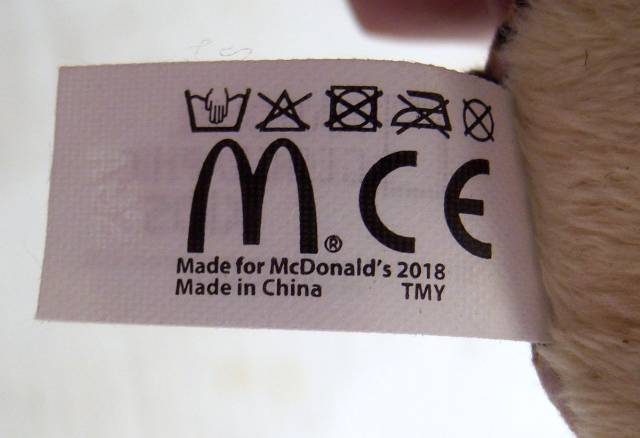 M® CE
Made for McDonald's 2018
Made in China TMY